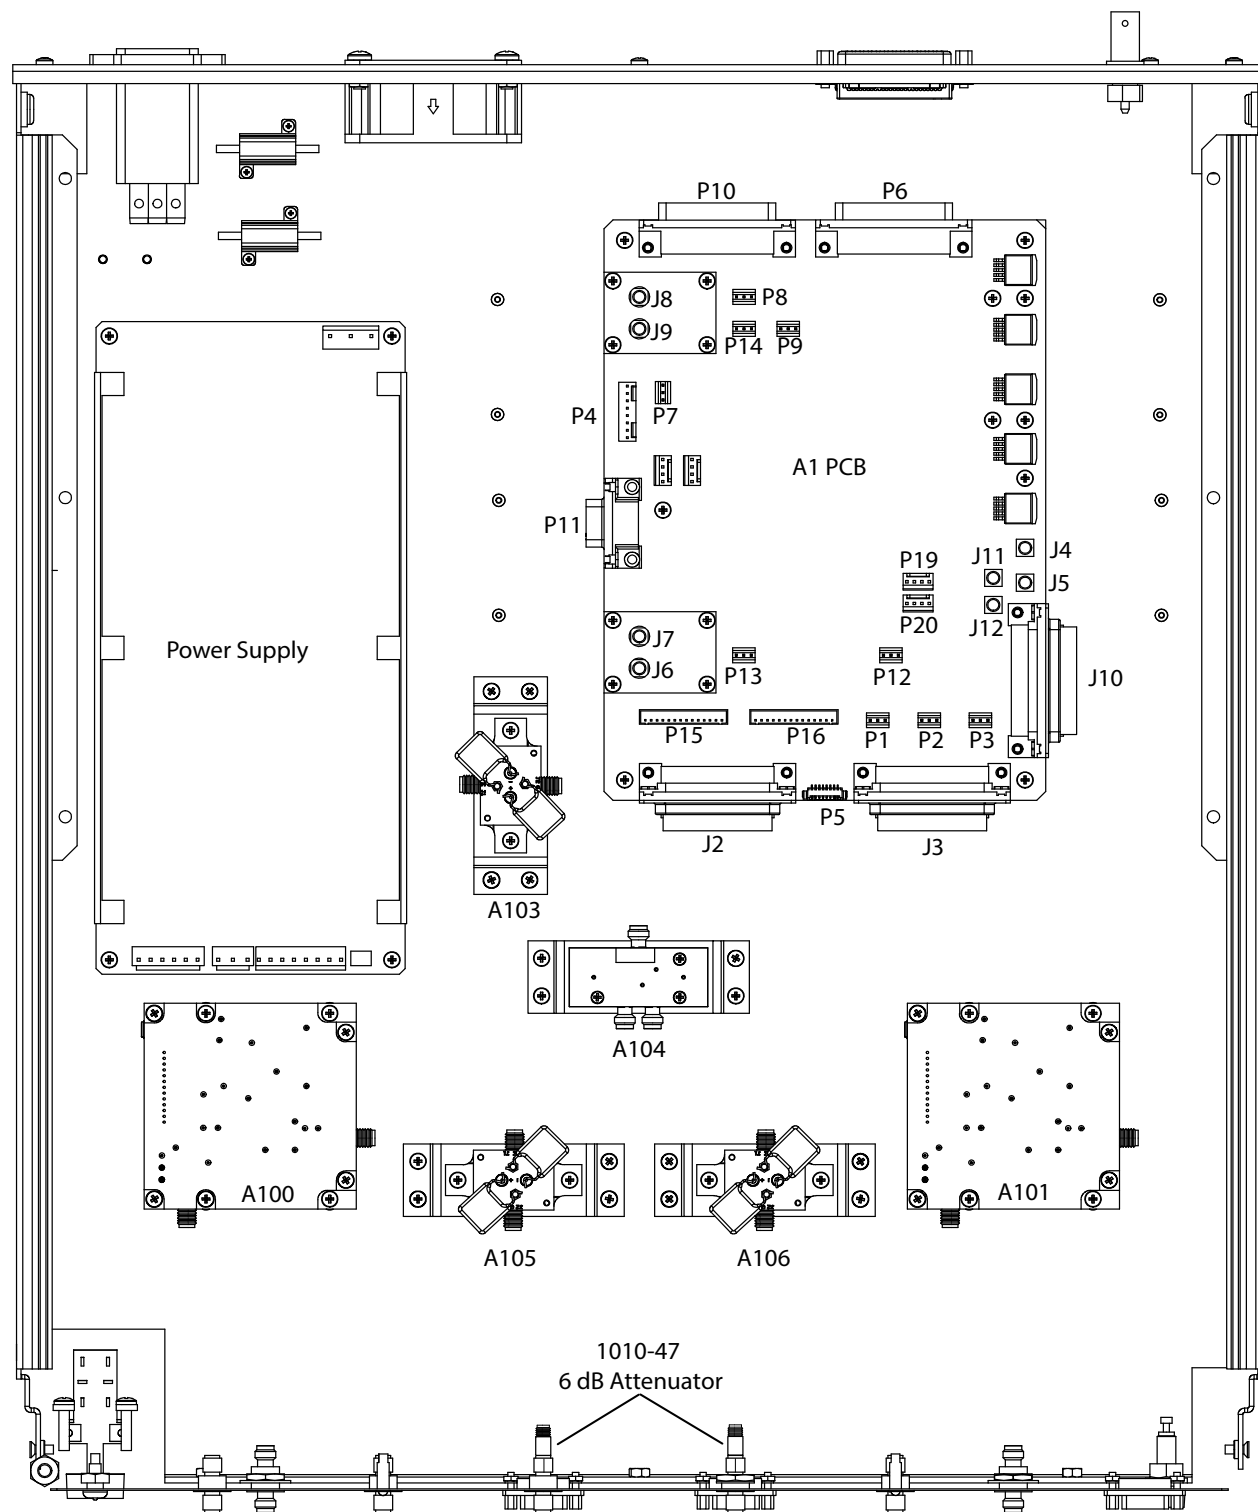 P10
P6
J8
P8
J9
P14
P9
P4
P7
A1 PCB
P11
J4
J11
P19
J5
P20
J12
J7
Power Supply
J6
P13
P12
J10
P15
P16
P1
P2
P3
P5
J2
J3
A103
A104
A100
A101
A105
A106
1010-47
6 dB Attenuator